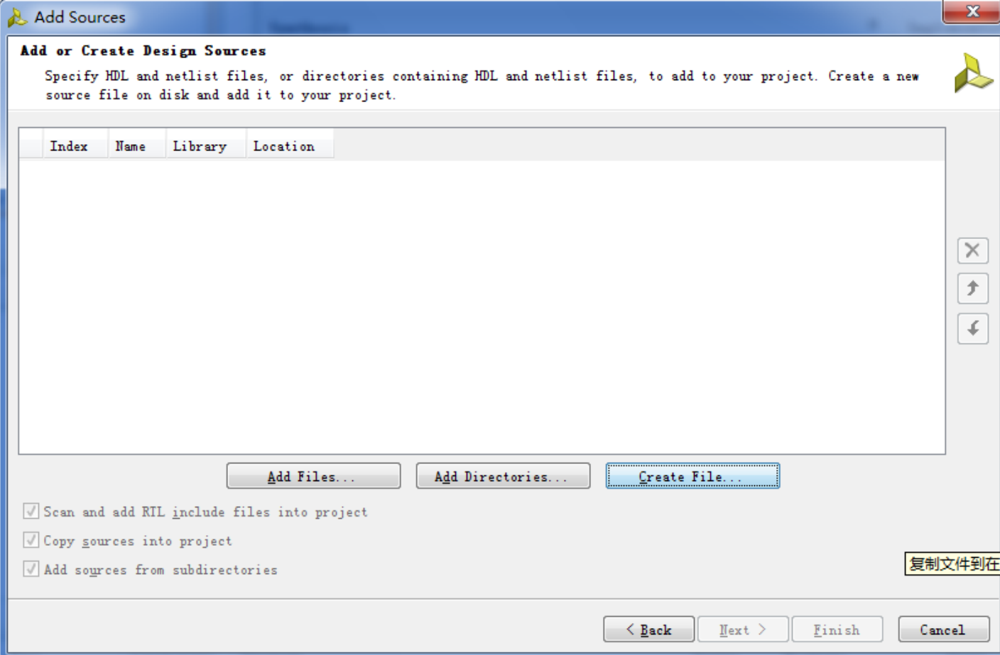 Add Sources
Add or Create Design Sources
Specify HDL and netlist files, or directories containing HDL and netlist files, to add to your project. Create a new
source file on disk and add it to your project.
Index Name Library Location
Add Files... Add Directories... Create File...
Scan and add RTL include files into project
Copy sources into project
Add sources from subdirectories
复制文件到在
< Back Next > Finish Cancel